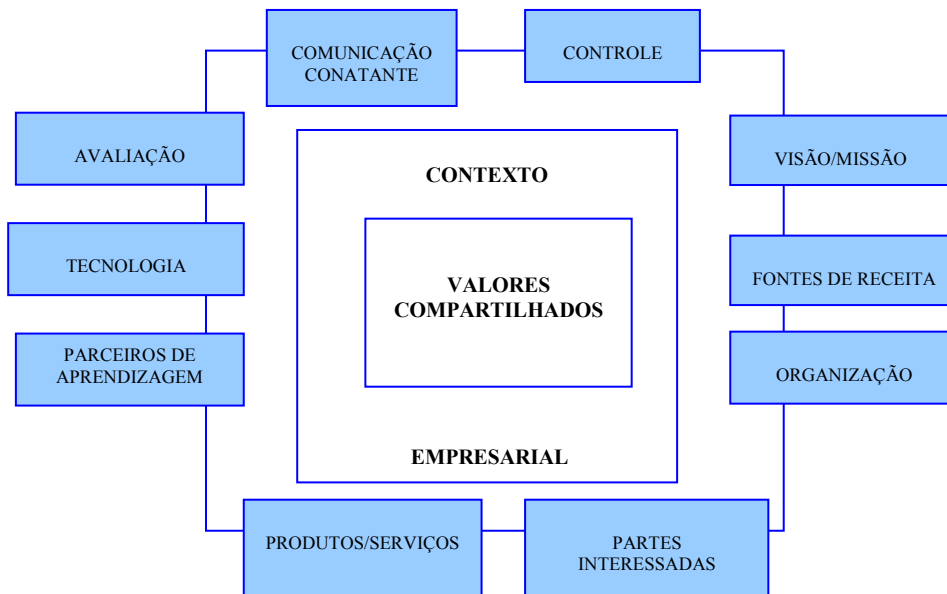 COMUNICAÇÃO
CONATANTE
CONTROLE
AVALIAÇÃO
VISÃO/MISSÃO
CONTEXTO
TECNOLOGIA
FONTES DE RECEITA
VALORES
COMPARTILHADOS
PARCEIROS DE
APRENDIZAGEM
ORGANIZAÇÃO
EMPRESARIAL
PRODUTOS/SERVIÇOS
PARTES
INTERESSADAS